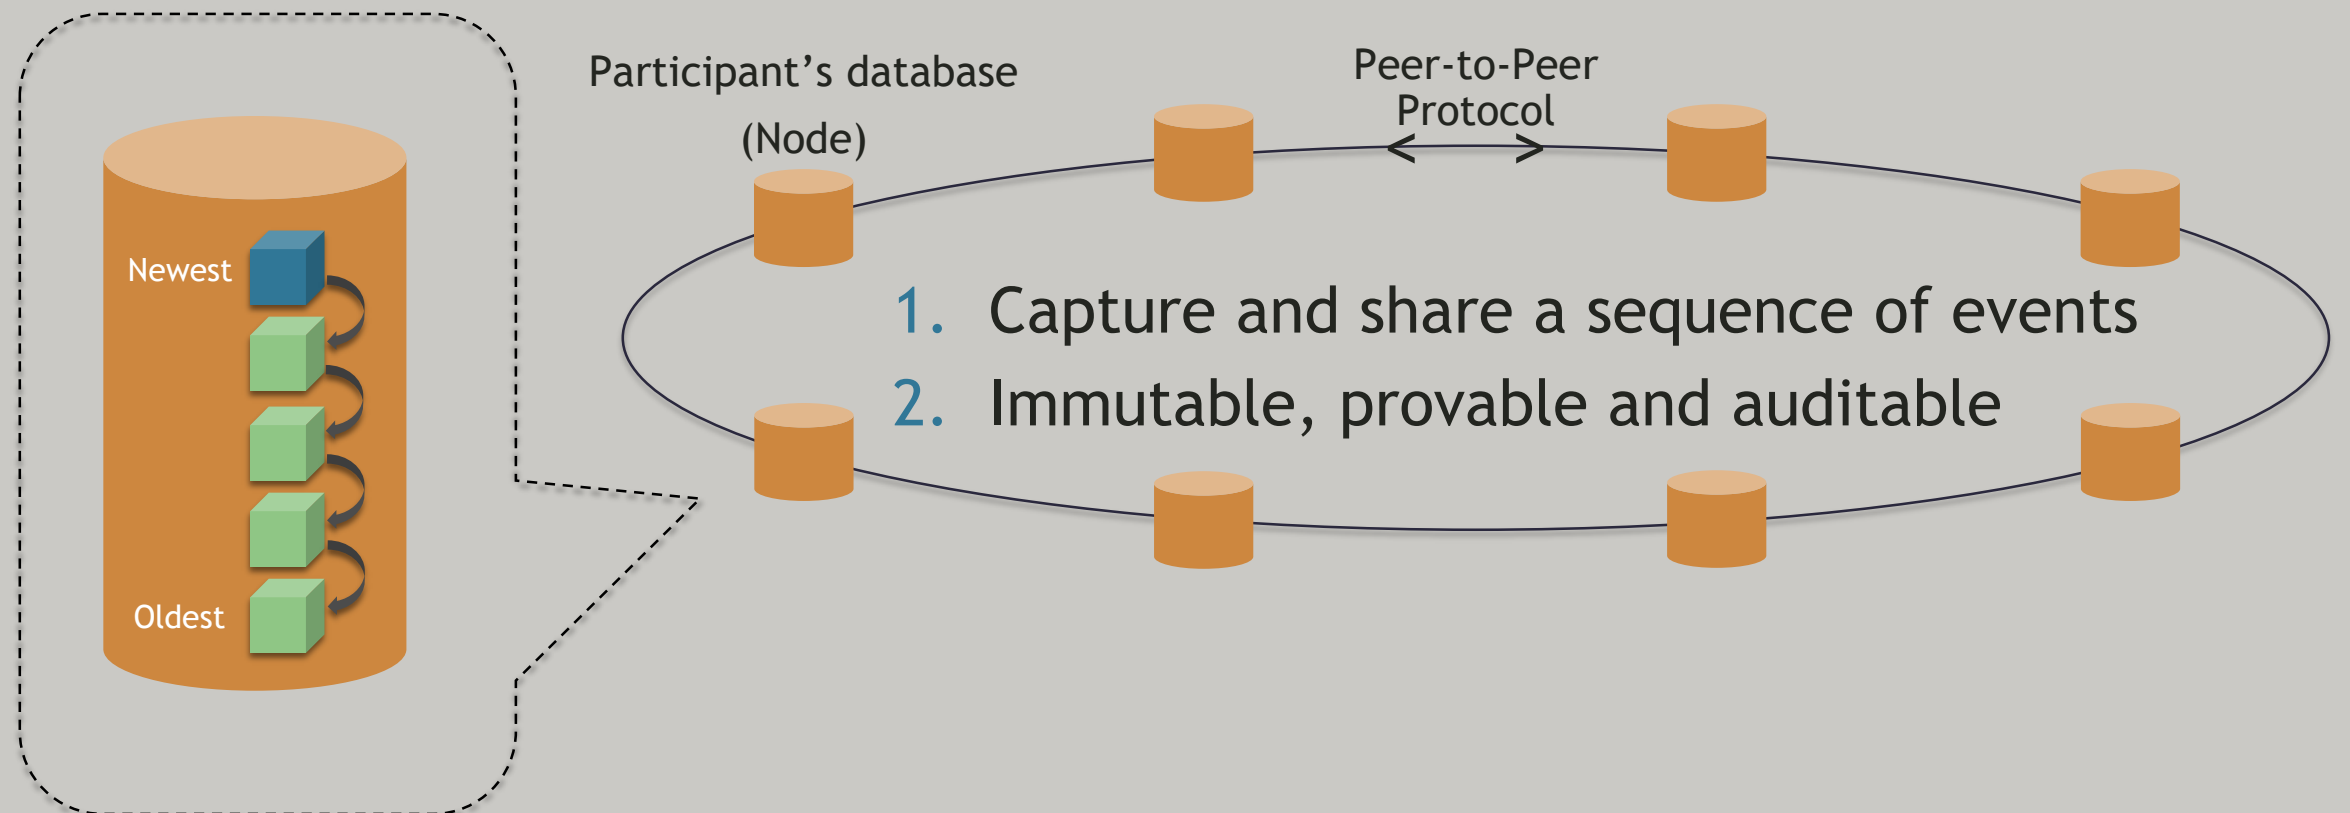 Participant’s database
(Node)
Peer-to-Peer
Protocol
< >
Newest
Oldest
1. Capture and share a sequence of events
2. Immutable, provable and auditable